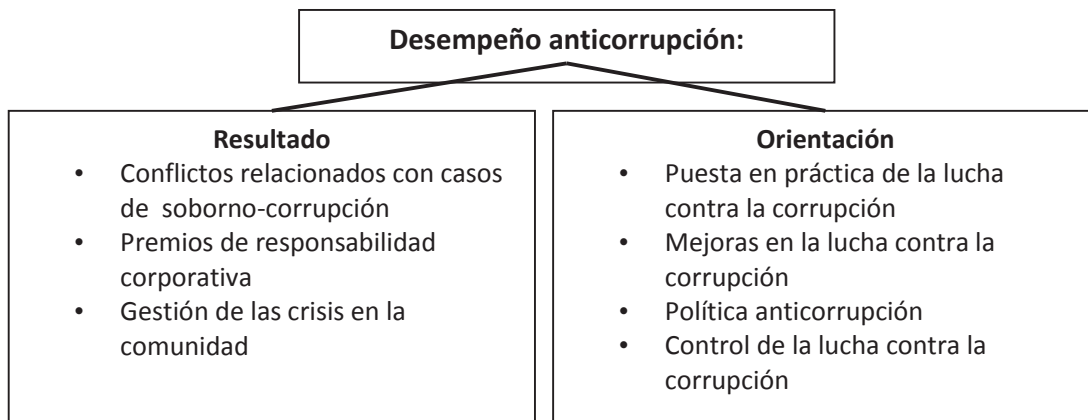 Desempeño anticorrupción:
Resultado
• Conflictos relacionados con casos
de soborno-corrupción
• Premios de responsabilidad
corporativa
• Gestión de las crisis en la
comunidad
Orientación
• Puesta en práctica de la lucha
contra la corrupción
• Mejoras en la lucha contra la
corrupción
• Política anticorrupción
• Control de la lucha contra la
corrupción